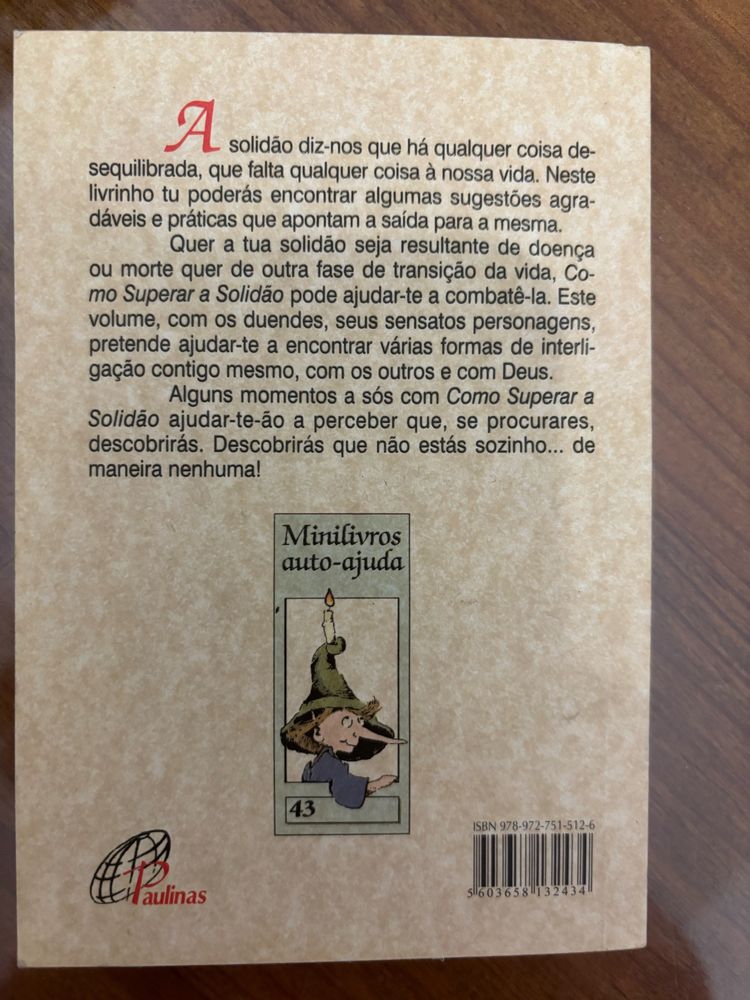 A solidão diz-nos que há qualquer coisa de-
sequilibrada, que falta qualquer coisa à nossa vida. Neste
livrinho tu poderás encontrar algumas sugestões agra-
dáveis e práticas que apontam a saída para a mesma.
Quer a tua solidão seja resultante de doença
ou morte quer de outra fase de transição da vida, Co-
mo Superar a Solidão pode ajudar-te a combatê-la. Este
volume, com os duendes, seus sensatos personagens,
pretende ajudar-te a encontrar várias formas de interli-
gação contigo mesmo, com os outros e com Deus.
Alguns momentos a sós com Como Superar a
Solidão ajudar-te-ão a perceber que, se procurares,
descobrirás. Descobrirás que não estás sozinho... de
maneira nenhuma!
Minilivros
auto-ajuda
43
ISBN 978-972-751-512-6
5603658132434
Paulinas